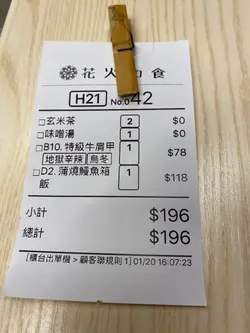 花火日食
H21 No.042
□玄米茶 2 $0
□味噌湯 1 $0
□B10. 特級牛肩甲 1 $78
地獄辛辣 烏冬
□D2. 蒲燒鰻魚箱 1 $118
飯
小計 $196
總計 $196
[櫃台出單機 > 顧客聯規則 1] 01/20 16:07:23